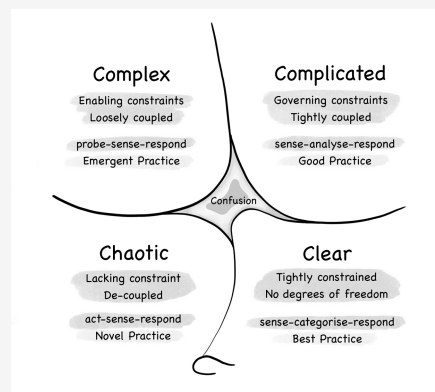 Complex
Enabling constraints
Loosely coupled
probe-sense-respond
Emergent Practice
Complicated
Governing constraints
Tightly coupled
sense-analyse-respond
Good Practice
Confusion
Chaotic
Lacking constraint
De-coupled
act-sense-respond
Novel Practice
Clear
Tightly constrained
No degrees of freedom
sense-categorise-respond
Best Practice